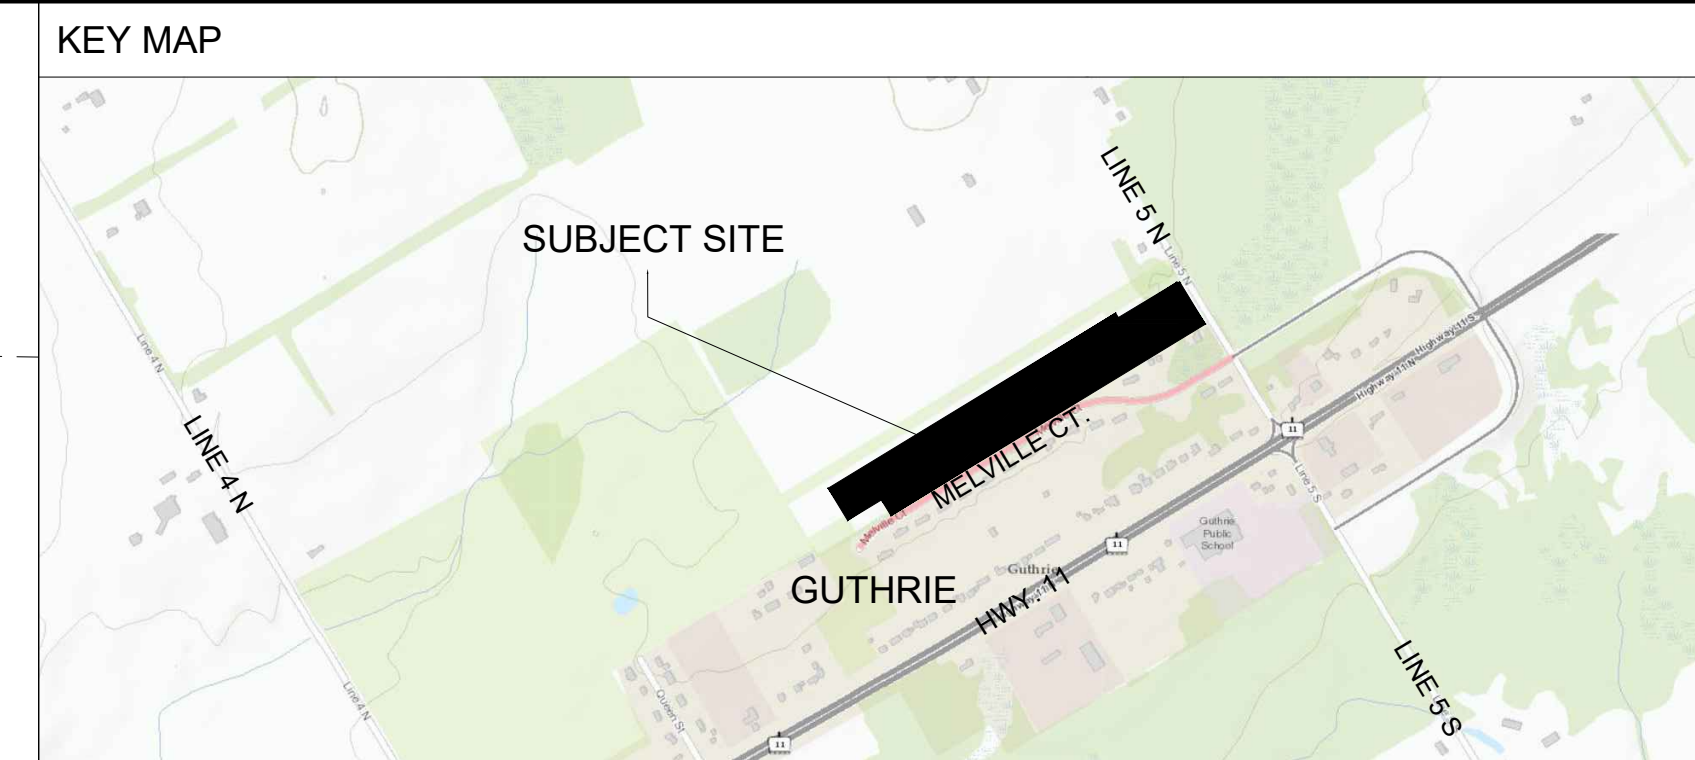 KEY MAP
LINE 5 N
SUBJECT SITE
Line 5 N
Highway 11 S
Line 4 N
Highway 11 N
LINE 4 N
MELVILLE CT.
11
Line 5 S
Melville Ct
Guthrie
Public
School
11
Guthrie
GUTHRIE
HWY. 11
LINE 5 S
Line 4 N
Queen St
11